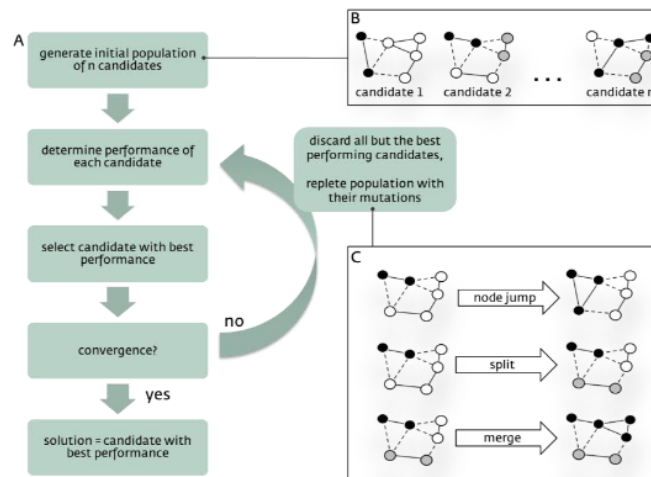 A
generate initial population
of n candidates
determine performance of
each candidate
select candidate with best
performance
convergence?
no
yes
solution = candidate with
best performance
discard all but the best
performing candidates,
replete population with
their mutations
B
candidate 1
candidate 2
...
candidate n
C
node jump
split
merge